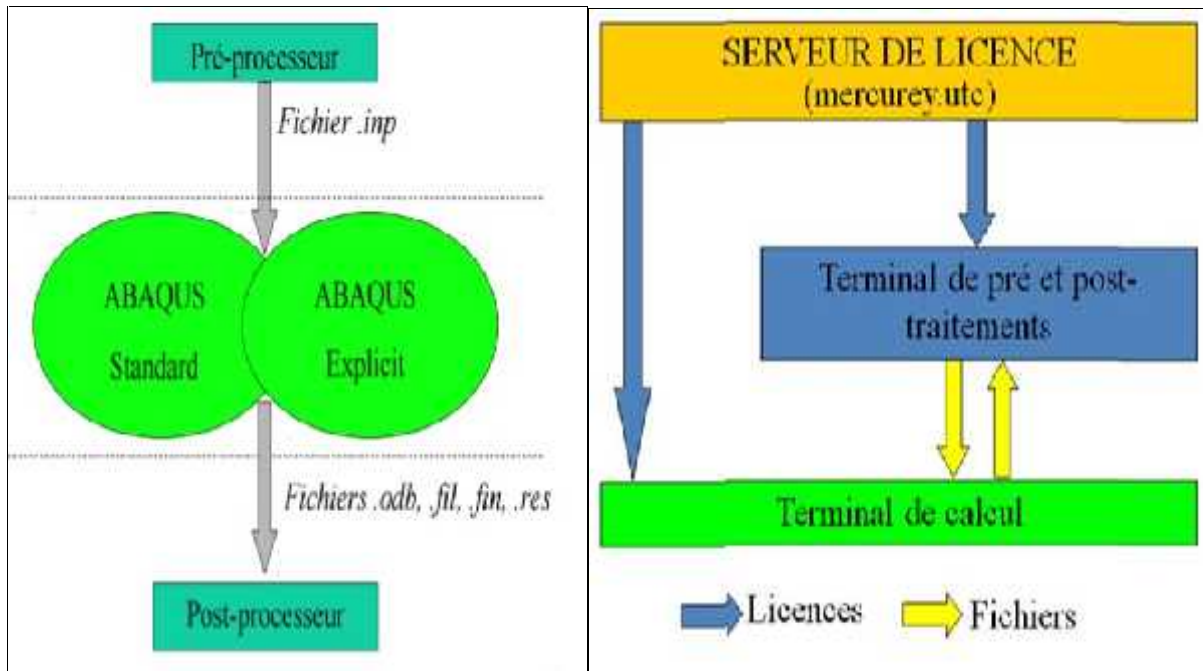 Pré-processeur
Fichier .inp
ABAQUS
Standard
ABAQUS
Explicit
Fichiers .odb, .fil, .fin, .res
Post-processeur
SERVEUR DE LICENCE
(mercurey.utc)
Terminal de pré et post-
traitements
Terminal de calcul
Licences
Fichiers